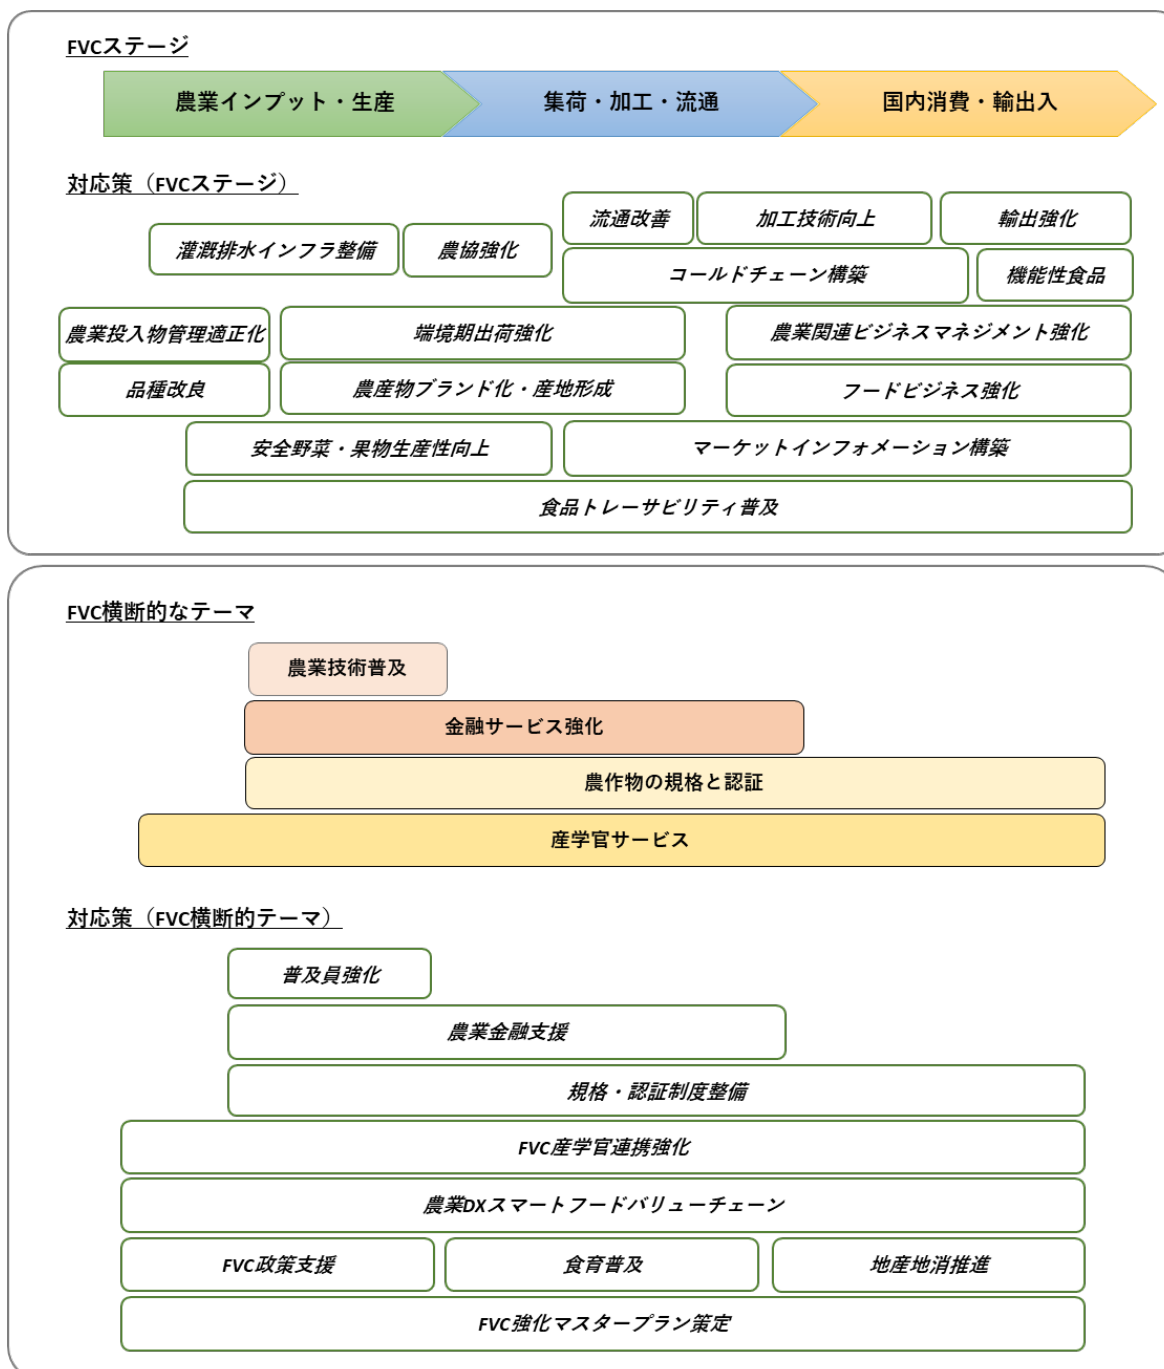 FVCステージ
農業インプット・生産
集荷・加工・流通
国内消費・輸出入
対応策（FVCステージ）
流通改善
加工技術向上
輸出強化
灌漑排水インフラ整備
農協強化
コールドチェーン構築
機能性食品
農業投入物管理適正化
端境期出荷強化
農業関連ビジネスマネジメント強化
品種改良
農産物ブランド化・産地形成
フードビジネス強化
安全野菜・果物生産性向上
マーケットインフォメーション構築
食品トレーサビリティ普及
FVC横断的なテーマ
農業技術普及
金融サービス強化
農作物の規格と認証
産学官サービス
対応策（FVC横断的テーマ）
普及員強化
農業金融支援
規格・認証制度整備
FVC産学官連携強化
農業DXスマートフードバリューチェーン
FVC政策支援
食育普及
地産地消推進
FVC強化マスタープラン策定